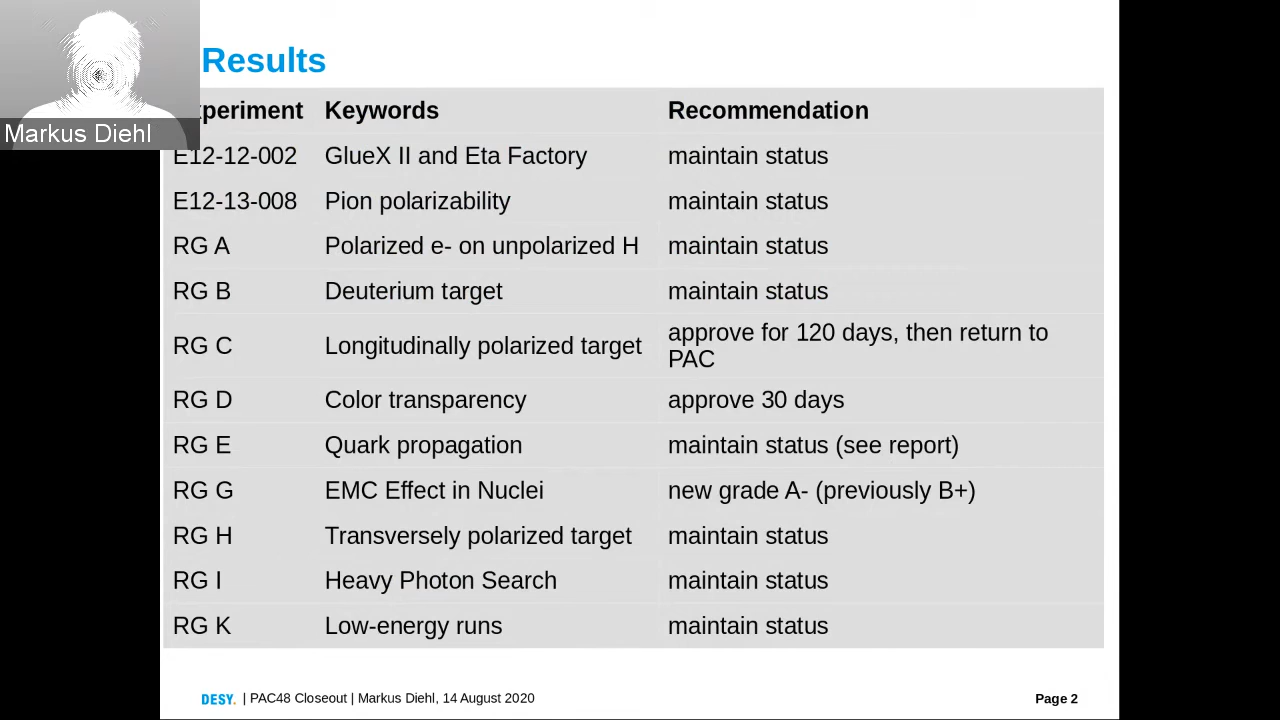 Results
Markus Diehl
xperiment Keywords Recommendation
E12-12-002 GlueX II and Eta Factory maintain status
E12-13-008 Pion polarizability maintain status
RG A Polarized e- on unpolarized H maintain status
RG B Deuterium target maintain status
RG C Longitudinally polarized target approve for 120 days, then return to
PAC
RG D Color transparency approve 30 days
RG E Quark propagation maintain status (see report)
RG G EMC Effect in Nuclei new grade A- (previously B+)
RG H Transversely polarized target maintain status
RG I Heavy Photon Search maintain status
RG K Low-energy runs maintain status
DESY. | PAC48 Closeout | Markus Diehl, 14 August 2020 Page 2